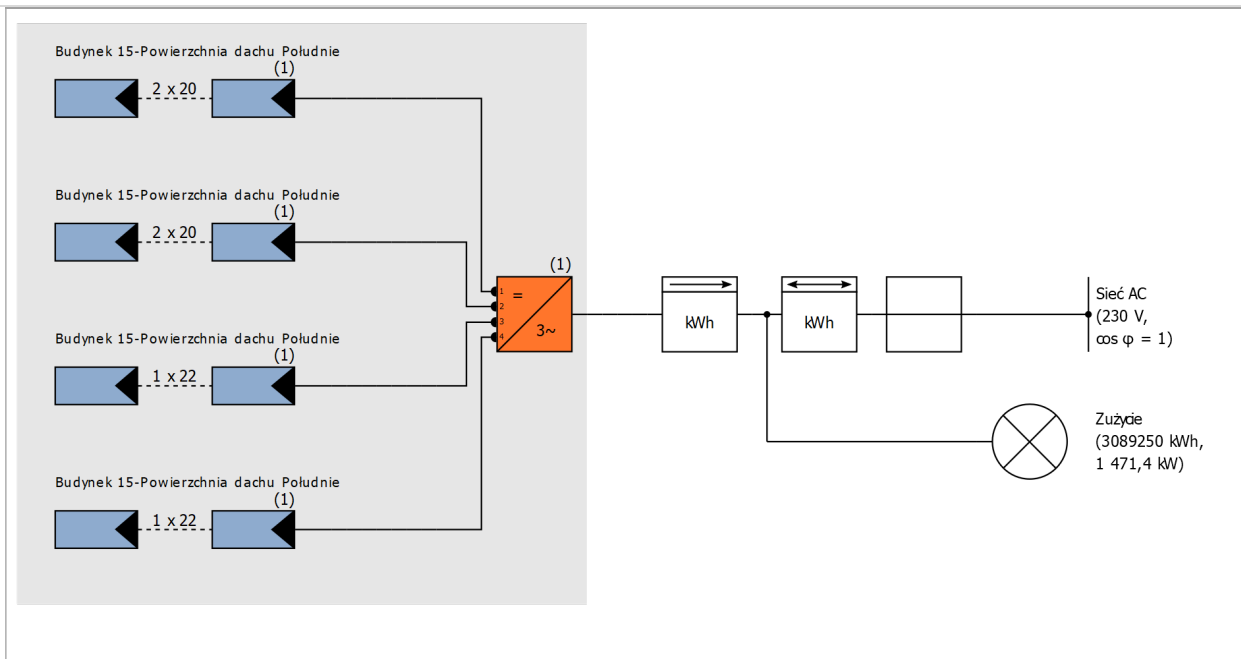 Budynek 15-Powierzchnia dachu Południe
(1)
2 x 20
Budynek 15-Powierzchnia dachu Południe
(1)
2 x 20
(1)
1
2
3
4
=
3~
kWh
kWh
Sieć AC
(230 V,
cos φ = 1)
Budynek 15-Powierzchnia dachu Południe
(1)
1 x 22
Zużycie
(3089250 kWh,
1 471,4 kW)
Budynek 15-Powierzchnia dachu Południe
(1)
1 x 22